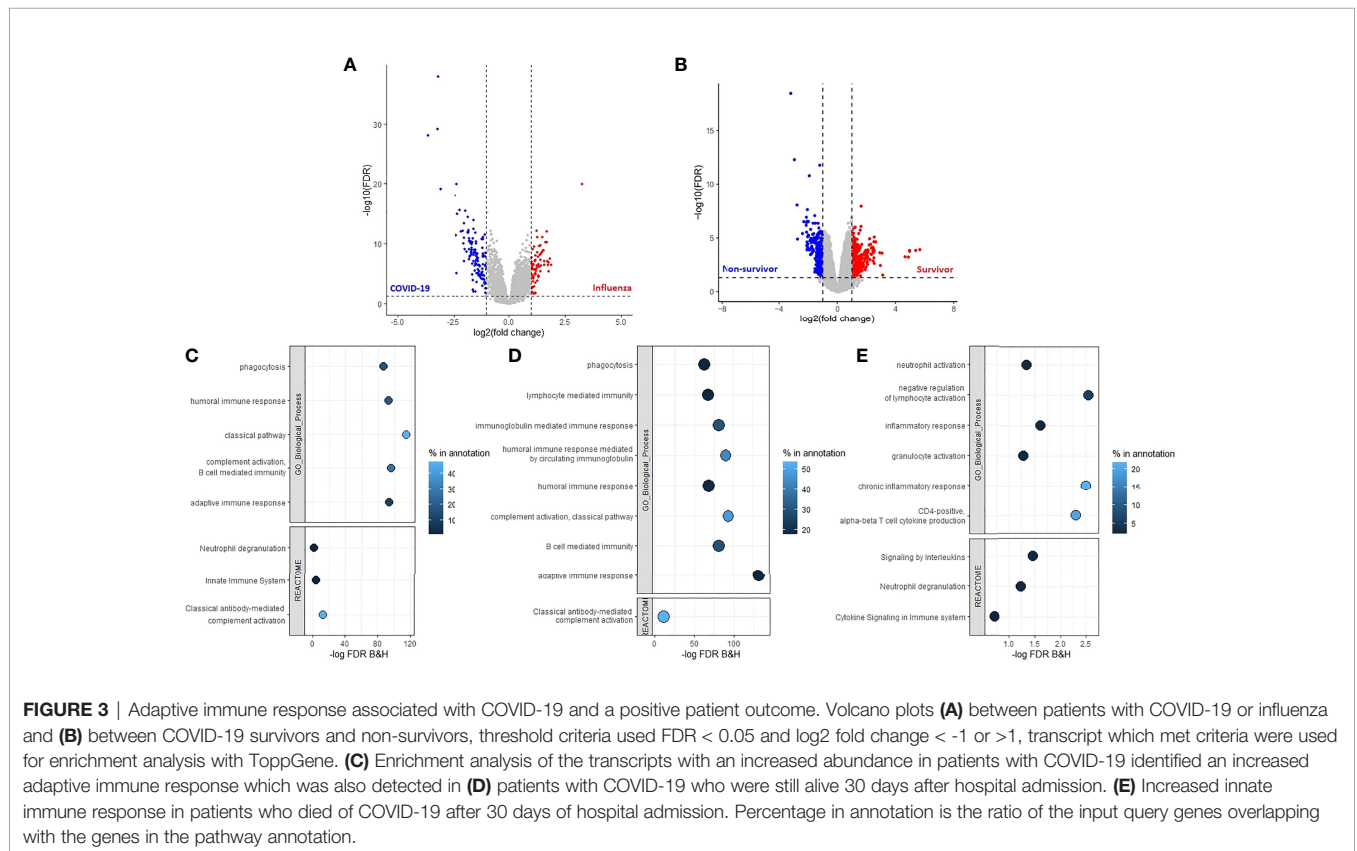 A
-log10(FDR)
30
20
10
0
COVID-19
Influenza
-5.0
-2.5
0.0
2.5
5.0
log2(fold change)
B
-log10(FDR)
15
10
5
0
Non-survivor
Survivor
-8
-4
0
4
8
log2(fold change)
C
phagocytosis
humoral immune response
classical pathway
complement activation,
B cell mediated immunity
adaptive immune response
GO_Biological_Process
Neutrophil degranulation
Innate Immune System
Classical antibody-mediated
complement activation
REACTOME
0
40
80
120
-log FDR B&H
% in annotation
40
30
20
10
D
phagocytosis
lymphocyte mediated immunity
immunoglobulin mediated immune response
humoral immune response mediated
by circulating immunoglobulin
humoral immune response
complement activation, classical pathway
B cell mediated immunity
adaptive immune response
GO_Biological_Process
Classical antibody-mediated
complement activation
REACTOME
0
50
100
-log FDR B&H
% in annotation
50
40
30
20
E
neutrophil activation
negative regulation
of lymphocyte activation
inflammatory response
granulocyte activation
chronic inflammatory response
CD4-positive,
alpha-beta T cell cytokine production
GO_Biological_Process
Signaling by Interleukins
Neutrophil degranulation
Cytokine Signaling in Immune system
REACTOME
1.0
1.5
2.0
2.5
-log FDR B&H
% in annotation
20
15
10
5
FIGURE 3 | Adaptive immune response associated with COVID-19 and a positive patient outcome. Volcano plots (A) between patients with COVID-19 or influenza
and (B) between COVID-19 survivors and non-survivors, threshold criteria used FDR < 0.05 and log2 fold change < -1 or >1, transcript which met criteria were used
for enrichment analysis with ToppGene. (C) Enrichment analysis of the transcripts with an increased abundance in patients with COVID-19 identified an increased
adaptive immune response which was also detected in (D) patients with COVID-19 who were still alive 30 days after hospital admission. (E) Increased innate
immune response in patients who died of COVID-19 after 30 days of hospital admission. Percentage in annotation is the ratio of the input query genes overlapping
with the genes in the pathway annotation.